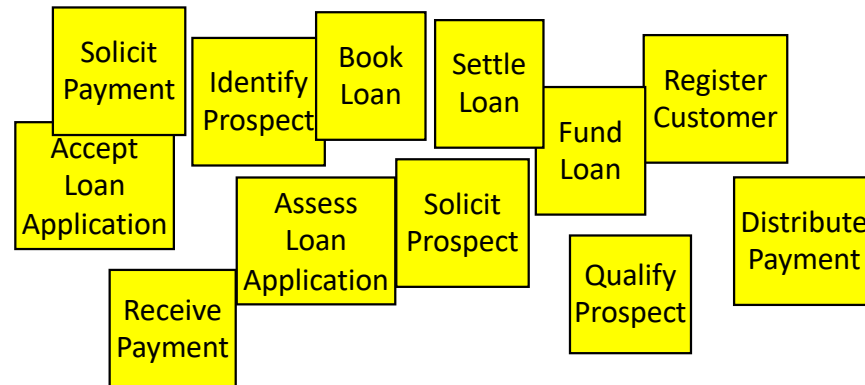 Solicit
Payment
Identify
Prospect
Book
Loan
Settle
Loan
Register
Customer
Fund
Loan
Accept
Loan
Application
Assess
Loan
Application
Solicit
Prospect
Distribute
Payment
Qualify
Prospect
Receive
Payment